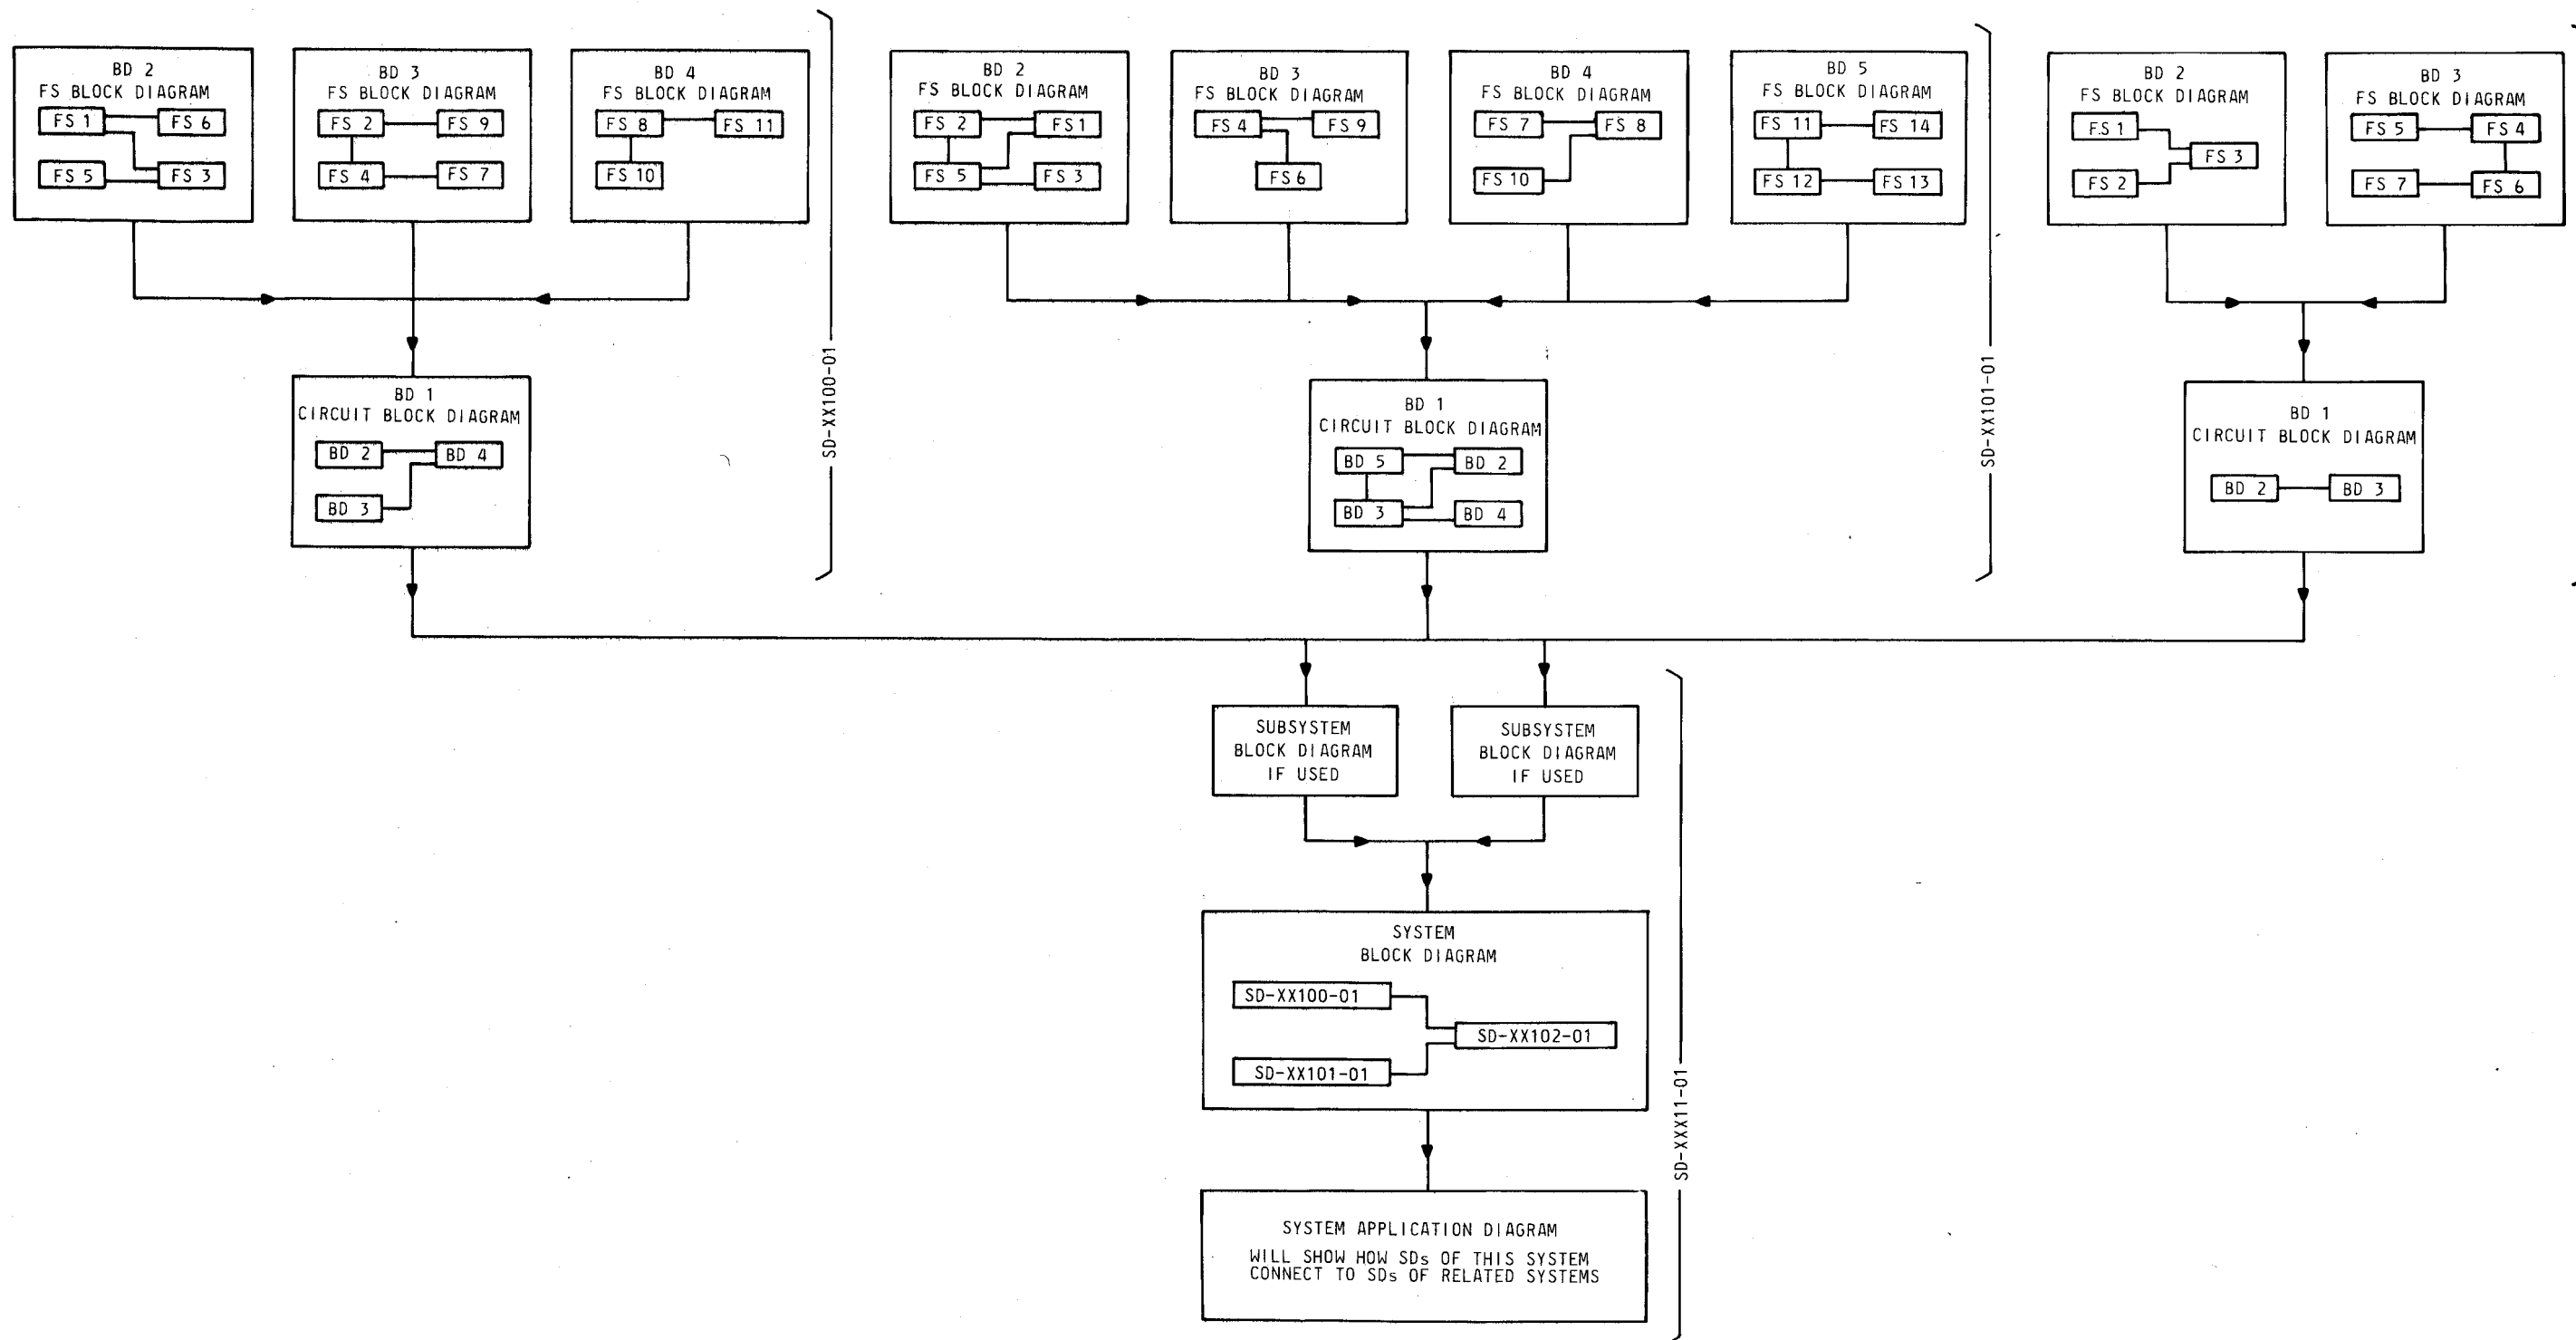 BD 2
FS BLOCK DIAGRAM
FS 1
FS 6
FS 5
FS 3
BD 3
FS BLOCK DIAGRAM
FS 2
FS 9
FS 4
FS 7
BD 4
FS BLOCK DIAGRAM
FS 8
FS 11
FS 10
BD 1
CIRCUIT BLOCK DIAGRAM
BD 2
BD 4
BD 3
SD-XX100-01
BD 2
FS BLOCK DIAGRAM
FS 2
FS 1
FS 5
FS 3
BD 3
FS BLOCK DIAGRAM
FS 4
FS 9
FS 6
BD 4
FS BLOCK DIAGRAM
FS 7
FS 8
FS 10
BD 5
FS BLOCK DIAGRAM
FS 11
FS 14
FS 12
FS 13
BD 1
CIRCUIT BLOCK DIAGRAM
BD 5
BD 2
BD 3
BD 4
SD-XX101-01
BD 2
FS BLOCK DIAGRAM
FS 1
FS 3
FS 2
BD 3
FS BLOCK DIAGRAM
FS 5
FS 4
FS 7
FS 6
BD 1
CIRCUIT BLOCK DIAGRAM
BD 2
BD 3
SUBSYSTEM
BLOCK DIAGRAM
IF USED
SUBSYSTEM
BLOCK DIAGRAM
IF USED
SYSTEM
BLOCK DIAGRAM
SD-XX100-01
SD-XX102-01
SD-XX101-01
SYSTEM APPLICATION DIAGRAM
WILL SHOW HOW SDs OF THIS SYSTEM
CONNECT TO SDs OF RELATED SYSTEMS
SD-XXX11-01